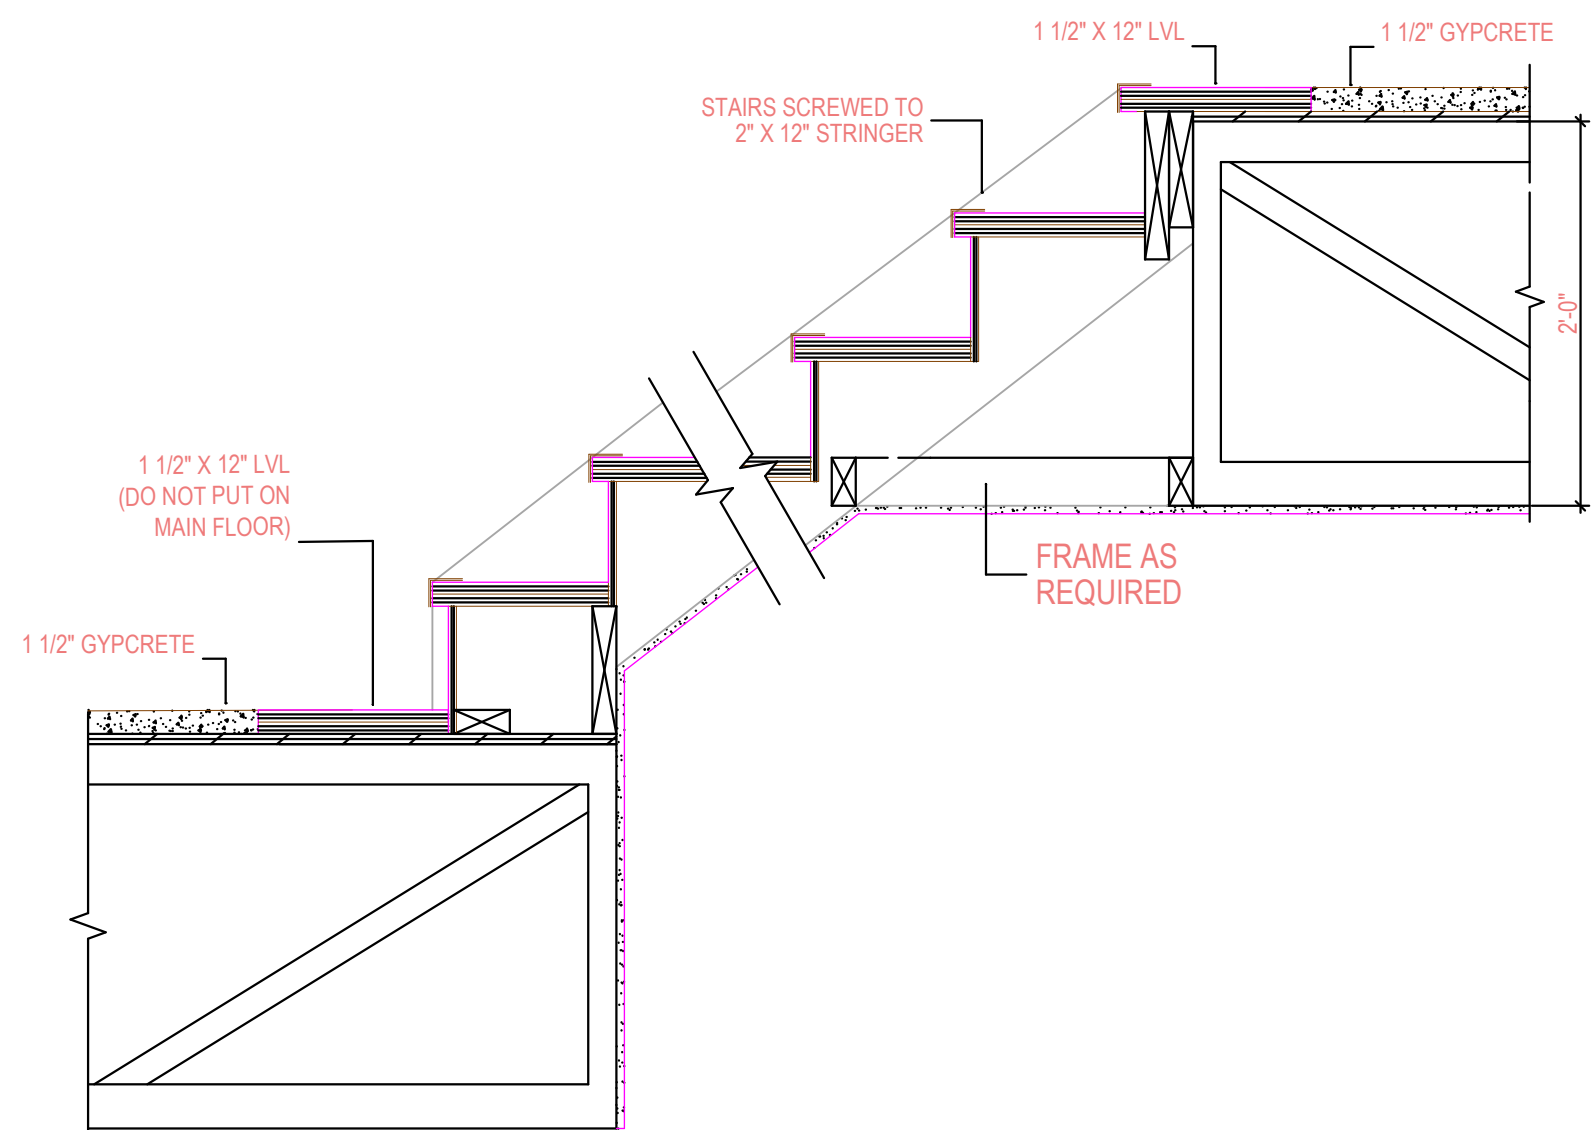 1 1/2" X 12" LVL
1 1/2" GYPCRETE
STAIRS SCREWED TO
2" X 12" STRINGER
2'-0"
1 1/2" X 12" LVL
(DO NOT PUT ON
MAIN FLOOR)
FRAME AS
REQUIRED
1 1/2" GYPCRETE